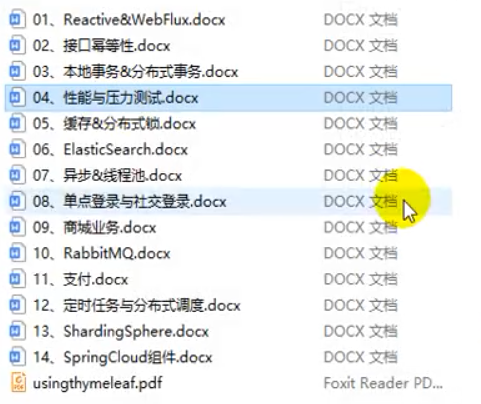 01、Reactive&WebFlux.docx DOCX 文档
02、接口幂等性.docx DOCX 文档
03、本地事务&分布式事务.docx DOCX 文档
04、性能与压力测试.docx DOCX 文档
05、缓存&分布式锁.docx DOCX 文档
06、ElasticSearch.docx DOCX 文档
07、异步&线程池.docx DOCX 文档
08、单点登录与社交登录.docx DOCX 文档
09、商城业务.docx DOCX 文档
10、RabbitMQ.docx DOCX 文档
11、支付.docx DOCX 文档
12、定时任务与分布式调度.docx DOCX 文档
13、ShardingSphere.docx DOCX 文档
14、SpringCloud组件.docx DOCX 文档
usingthymeleaf.pdf Foxit Reader PD...